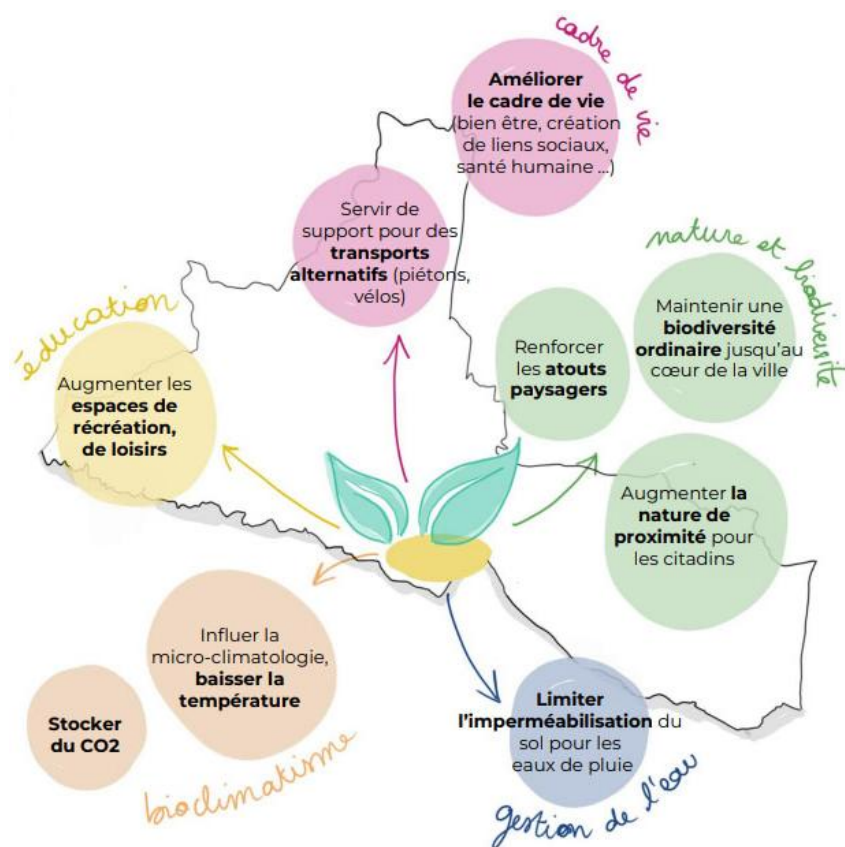 cadre de vie
Améliorer
le cadre de vie
(bien être, création
de liens sociaux,
santé humaine ...)
Servir de
support pour des
transports
alternatifs (piétons,
vélos)
nature et biodiversité
Maintenir une
biodiversité
ordinaire jusqu'au
cœur de la ville
Renforcer
les atouts
paysagers
Augmenter la
nature de
proximité pour
les citadins
éducation
Augmenter les
espaces de
récréation,
de loisirs
Influer la
micro-climatologie,
baisser la
température
Stocker
du CO2
bioclimatisme
Limiter
l'imperméabilisation du
sol pour les
eaux de pluie
gestion de l'eau